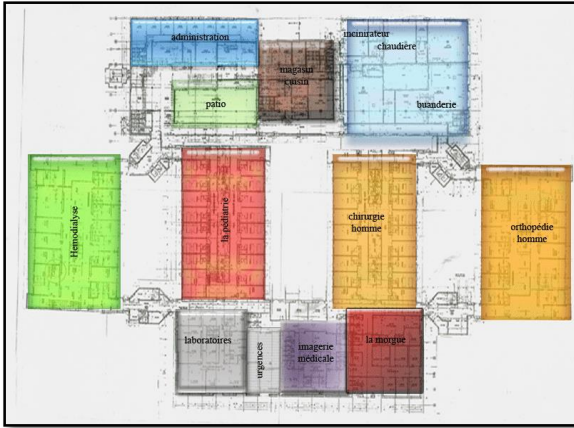 administration
incinirateur
chaudière
magasin
cuisin
patio
buanderie
Hemodialyse
la pédiatrie
chirurgie
homme
orthopédie
homme
laboratoires
urgences
imagerie
médicale
la morgue